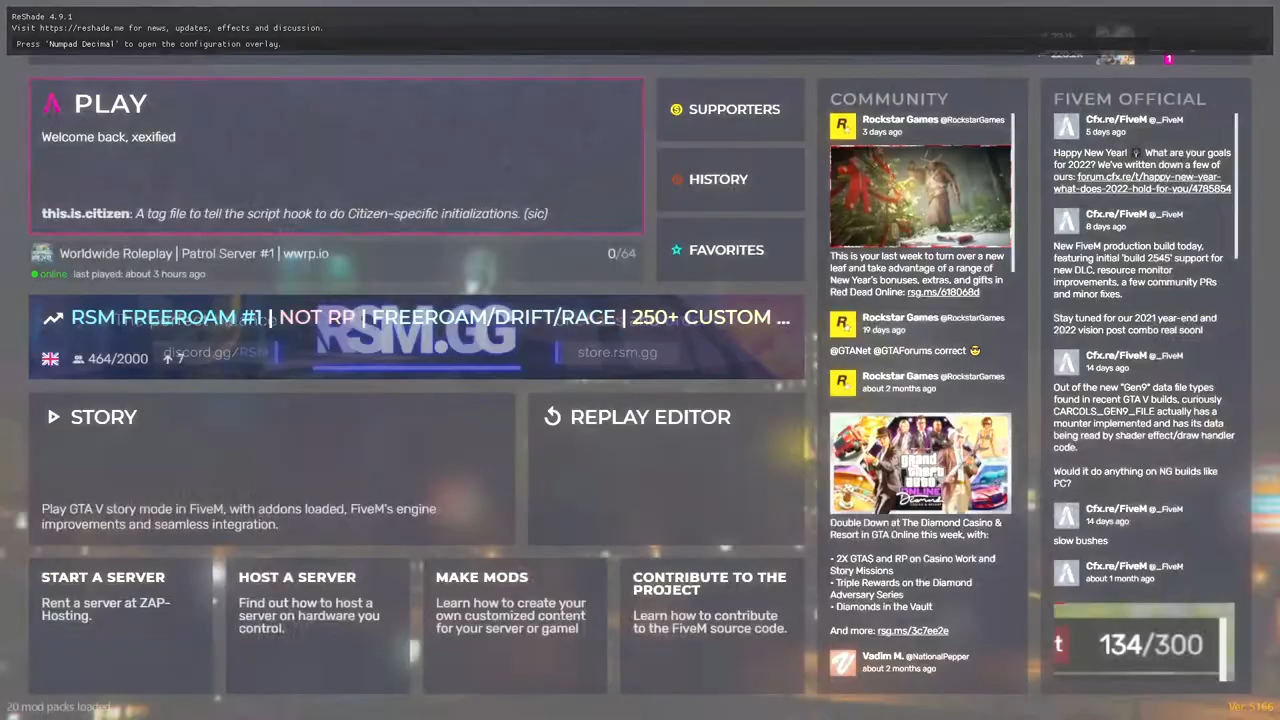 ReShade 4.9.1
Visit https://reshade.me for news, updates, effects and discussion.
Press 'Numpad Decimal' to open the configuration overlay.
1
PLAY
Welcome back, xexified
this.is.citizen: A tag file to tell the script hook to do Citizen-specific initializations. (sic)
Worldwide Roleplay | Patrol Server #1 | wwrp.io
0/64
online last played: about 3 hours ago
SUPPORTERS
HISTORY
FAVORITES
RSM FREEROAM #1 | NOT RP | FREEROAM/DRIFT/RACE | 250+ CUSTOM ...
RSM.GG
464/2000
7
discord.gg/RSM
store.rsm.gg
STORY
Play GTA V story mode in FiveM, with addons loaded, FiveM's engine
improvements and seamless integration.
REPLAY EDITOR
START A SERVER
Rent a server at ZAP-
Hosting.
HOST A SERVER
Find out how to host a
server on hardware you
control.
MAKE MODS
Learn how to create your
own customized content
for your server or game!
CONTRIBUTE TO THE
PROJECT
Learn how to contribute
to the FiveM source code.
COMMUNITY
Rockstar Games @RockstarGames
3 days ago
This is your last week to turn over a new
leaf and take advantage of a range of
New Year's bonuses, extras, and gifts in
Red Dead Online: rsg.ms/618068d
Rockstar Games @RockstarGames
19 days ago
@GTANet @GTAForums correct 😎
Rockstar Games @RockstarGames
about 2 months ago
grand
theft
auto
ONLINE
Diamond
Double Down at The Diamond Casino &
Resort in GTA Online this week, with:
• 2X GTA$ and RP on Casino Work and
Story Missions
• Triple Rewards on the Diamond
Adversary Series
• Diamonds in the Vault
And more: rsg.ms/3c7ee2e
Vadim M. @NationalPepper
about 2 months ago
FIVEM OFFICIAL
Cfx.re/FiveM @_FiveM
5 days ago
Happy New Year! What are your goals
for 2022? We've written down a few of
ours: forum.cfx.re/t/happy-new-year-
what-does-2022-hold-for-you/4785854
Cfx.re/FiveM @_FiveM
8 days ago
New FiveM production build today,
featuring initial 'build 2545' support for
new DLC, resource monitor
improvements, a few community PRs
and minor fixes.
Stay tuned for our 2021 year-end and
2022 vision post combo real soon!
Cfx.re/FiveM @_FiveM
14 days ago
Out of the new "Gen9" data file types
found in recent GTA V builds, curiously
CARCOLS_GEN9_FILE actually has a
mounter implemented and has its data
being read by shader effect/draw handler
code.
Would it do anything on NG builds like
PC?
Cfx.re/FiveM @_FiveM
14 days ago
slow bushes
Cfx.re/FiveM @_FiveM
about 1 month ago
t 134/300
20 mod packs loaded
Ver. 5166